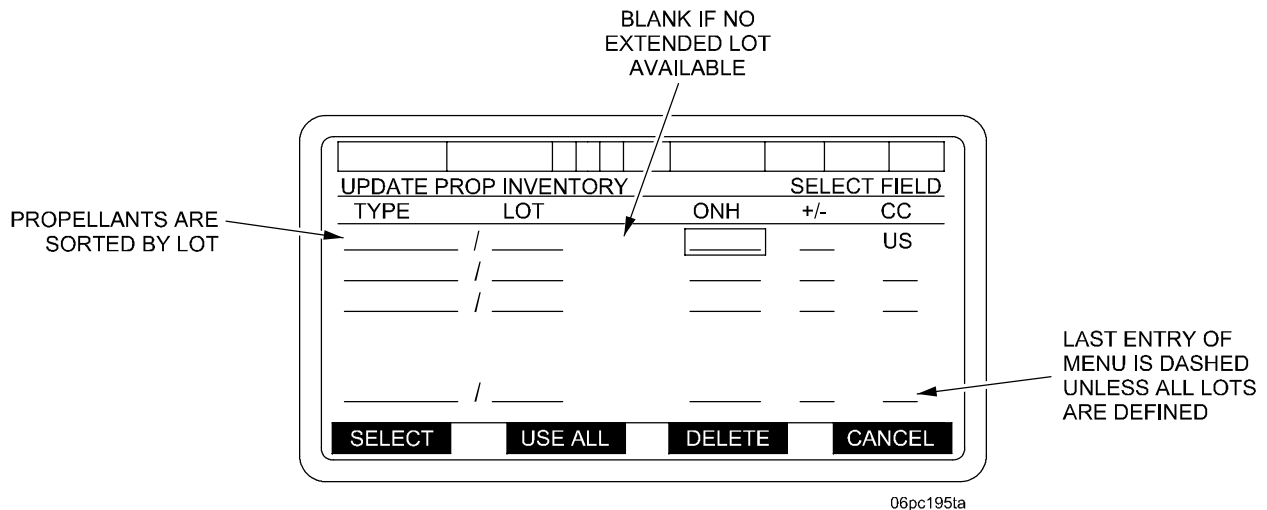 BLANK IF NO
EXTENDED LOT
AVAILABLE
UPDATE PROP INVENTORY SELECT FIELD
TYPE LOT ONH +/- CC
PROPELLANTS ARE
SORTED BY LOT
/ US
/
/
LAST ENTRY OF
MENU IS DASHED
UNLESS ALL LOTS
ARE DEFINED
/
SELECT USE ALL DELETE CANCEL
06pc195ta